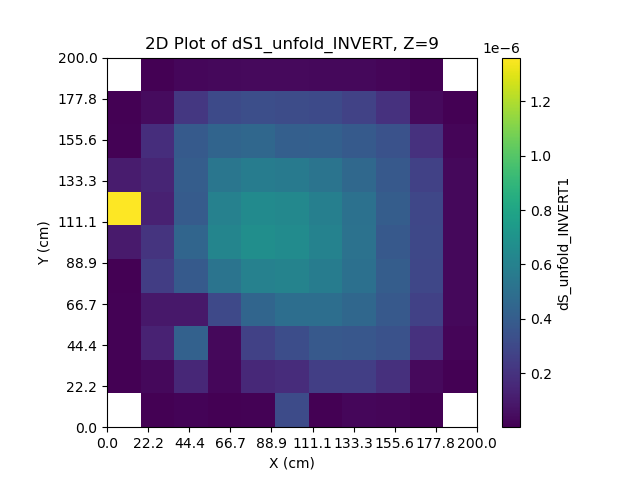 2D Plot of dS1_unfold_INVERT, Z=9
1e−6
200.0
177.8
155.6
133.3
111.1
88.9
66.7
44.4
22.2
0.0
Y (cm)
0.0 22.2 44.4 66.7 88.9 111.1 133.3 155.6 177.8 200.0
X (cm)
1.2
1.0
0.8
0.6
0.4
0.2
dS_unfold_INVERT1